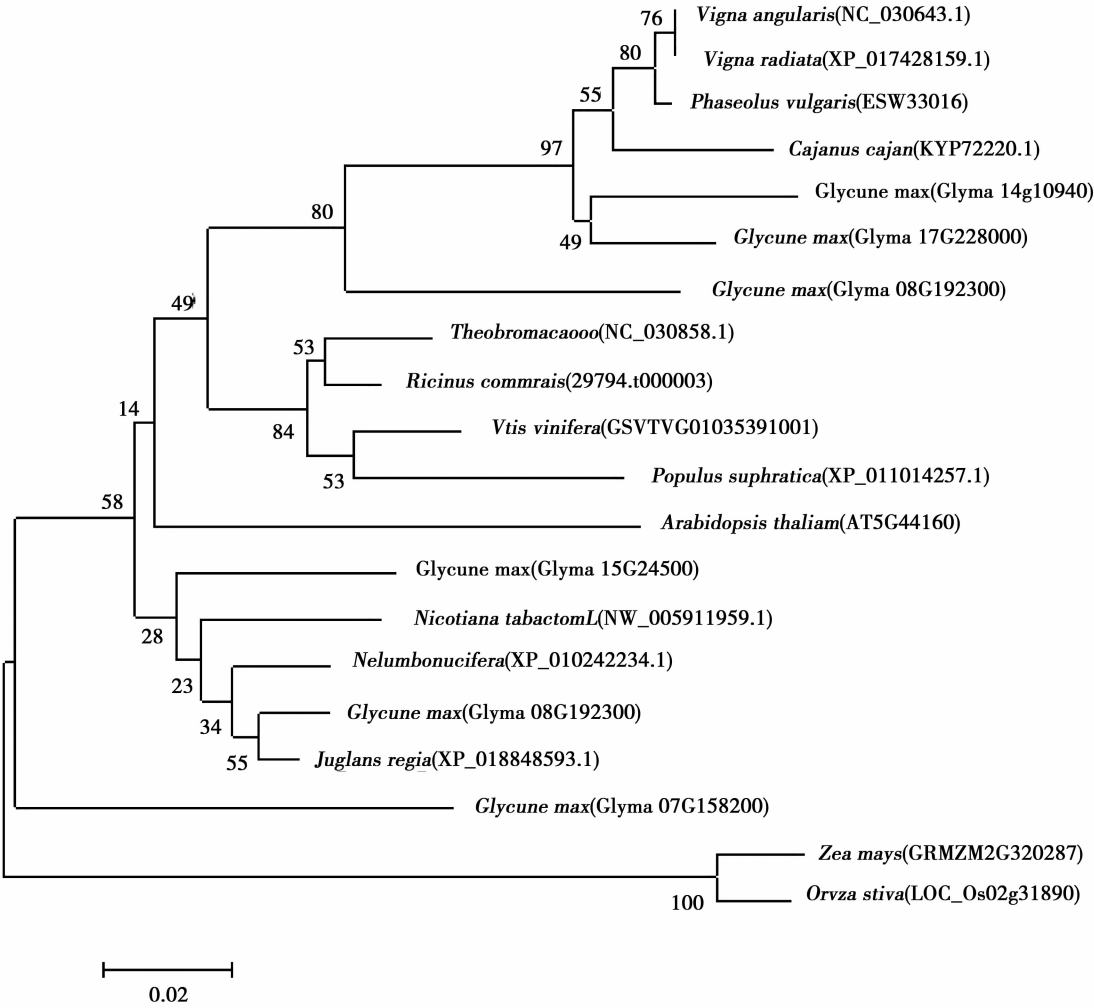 76 Vigna angularis(NC_030643.1)
80 Vigna radiata(XP_017428159.1)
55 Phaseolus vulgaris(ESW33016)
97 Cajanus cajan(KYP72220.1)
Glycune max(Glyma 14g10940)
80
49 Glycune max(Glyma 17G228000)
Glycune max(Glyma 08G192300)
49
Theobromacaooo(NC_030858.1)
53
Ricinus commrais(29794.t000003)
14
84 Vtis vinifera(GSVTVG01035391001)
53 Populus suphratica(XP_011014257.1)
58
Arabidopsis thaliam(AT5G44160)
Glycune max(Glyma 15G24500)
28 Nicotiana tabactomL(NW_005911959.1)
Nelumbonucifera(XP_010242234.1)
23
34 Glycune max(Glyma 08G192300)
55 Juglans regia(XP_018848593.1)
Glycune max(Glyma 07G158200)
Zea mays(GRMZM2G320287)
100 Orvza stiva(LOC_Os02g31890)
0.02